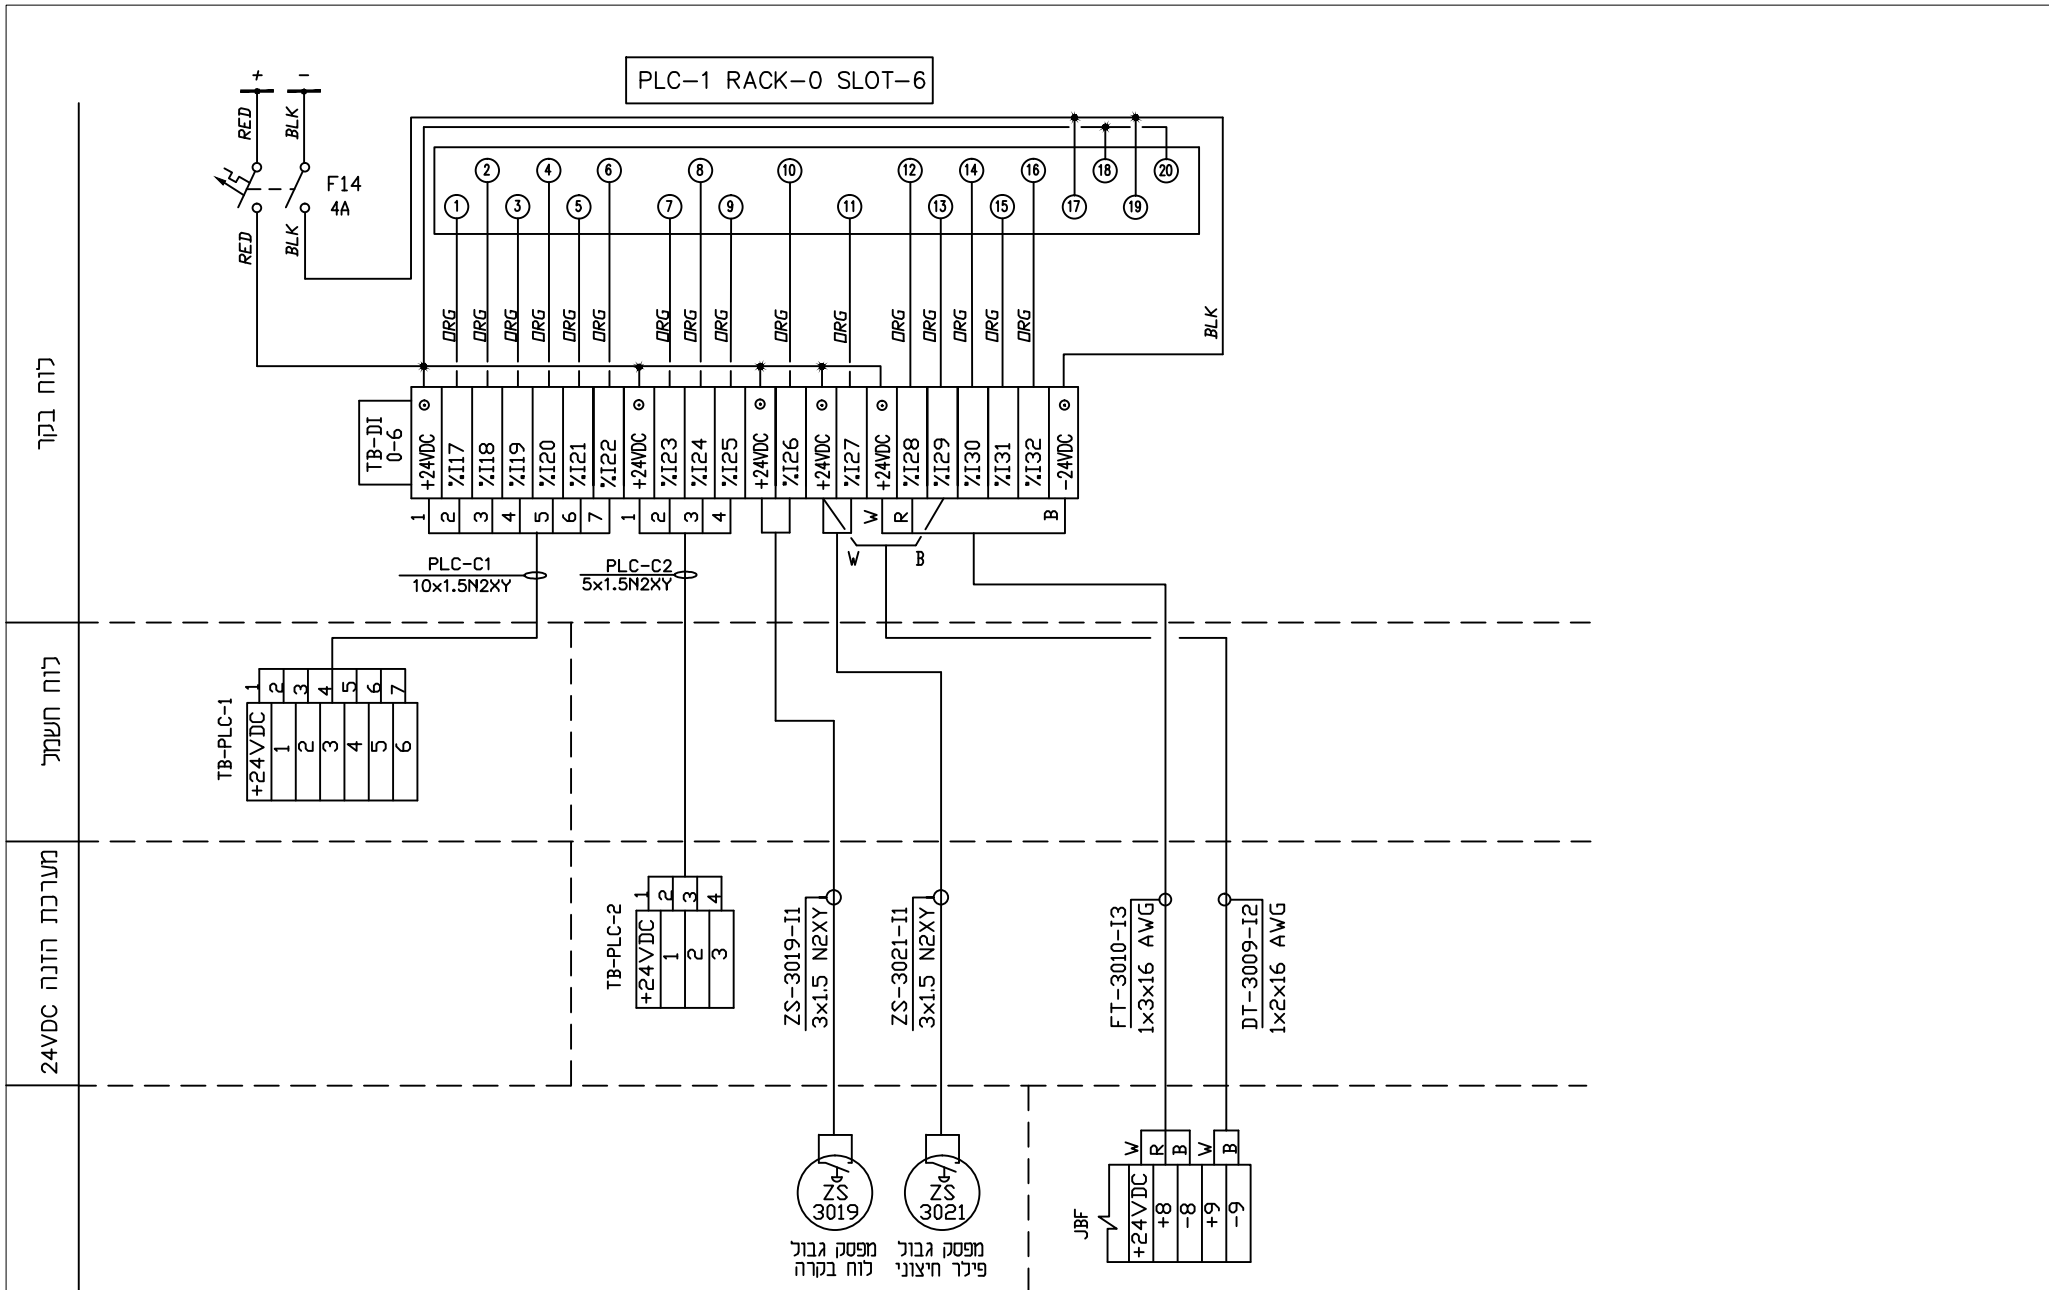 PLC-1 RACK-0 SLOT-6
+ -
RED BLK
F14
4A
RED BLK
2 4 6 8 10 12 14 16 18 20
1 3 5 7 9 11 13 15 17 19
ORG ORG ORG ORG ORG ORG ORG ORG ORG ORG ORG ORG ORG ORG ORG ORG BLK
לוח בקר
TB-DI
0-6
+24VDC %I17 %I18 %I19 %I20 %I21 %I22 +24VDC %I23 %I24 %I25 +24VDC %I26 +24VDC %I27 +24VDC %I28 %I29 %I30 %I31 %I32 -24VDC
1 2 3 4 5 6 7 1 2 3 4 W R B
W B
PLC-C1
10x1.5N2XY
PLC-C2
5x1.5N2XY
לוח חשמל
TB-PLC-1
1 2 3 4 5 6 7
+24VDC 1 2 3 4 5 6
מערכת הזנה 24VDC
TB-PLC-2
1 2 3 4
+24VDC 1 2 3
ZS-3019-I1
3x1.5 N2XY
ZS-3021-I1
3x1.5 N2XY
FT-3010-I3
1x3x16 AWG
DT-3009-I2
1x2x16 AWG
ZS
3019
מפסק גבול
לוח בקרה
ZS
3021
מפסק גבול
פילר חיצוני
JBF
W R B W B
+24VDC +8 -8 +9 -9